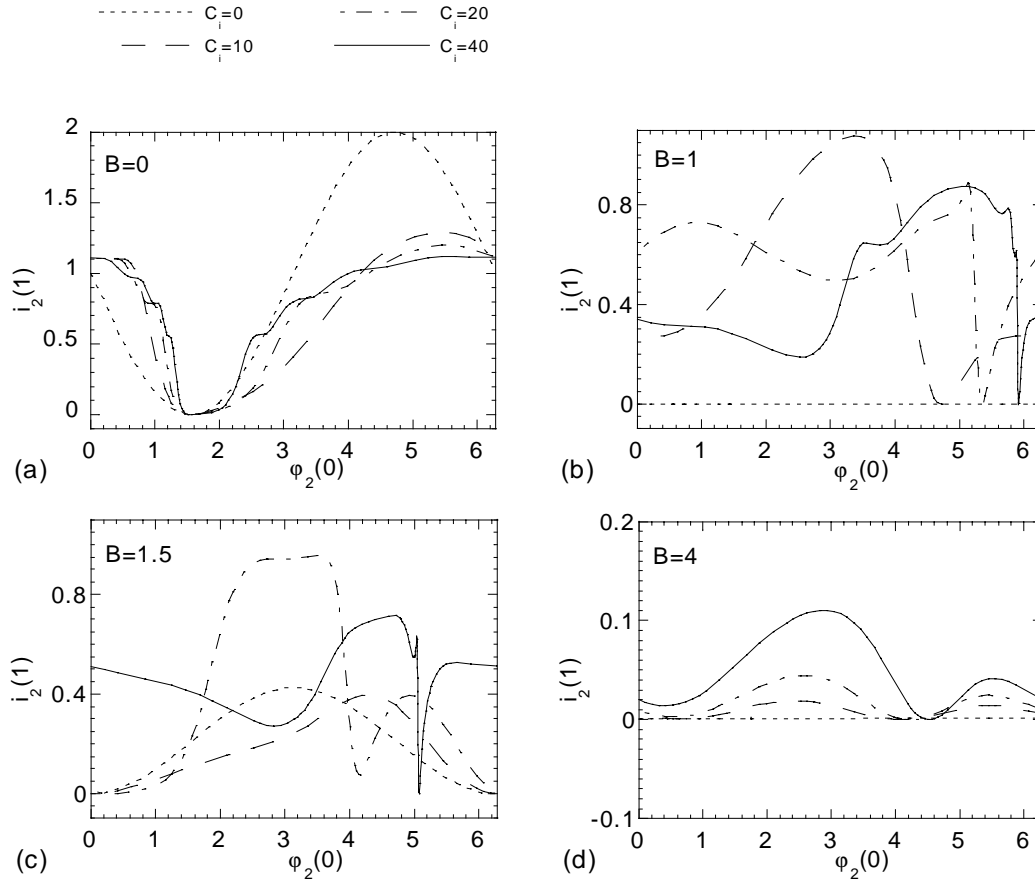 C_i=0 C_i=20
C_i=10 C_i=40
B=0
i_2(1)
2
1.5
1
0.5
0
0 1 2 3 4 5 6
(a) φ_2(0)
B=1
i_2(1)
0.8
0.4
0
0 1 2 3 4 5 6
(b) φ_2(0)
B=1.5
i_2(1)
0.8
0.4
0
0 1 2 3 4 5 6
(c) φ_2(0)
B=4
i_2(1)
0.2
0.1
0
-0.1
0 1 2 3 4 5 6
(d) φ_2(0)